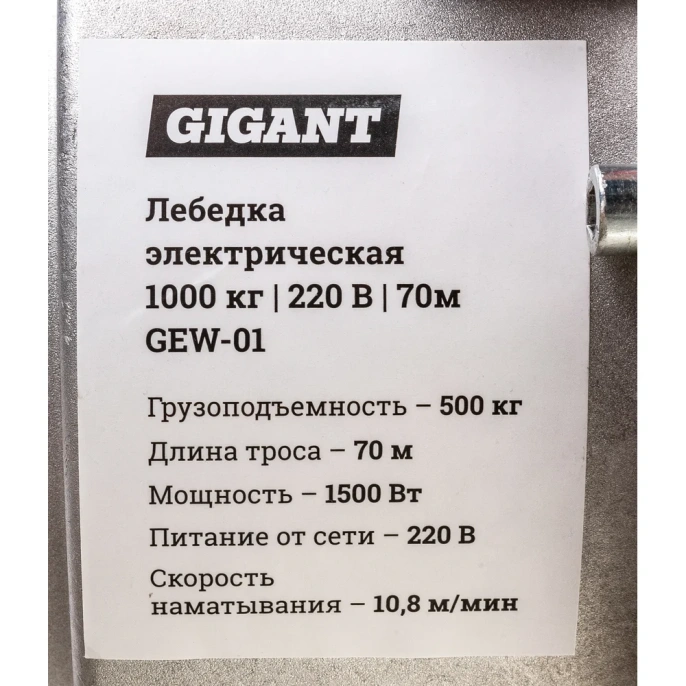 GIGANT
Лебедка
электрическая
1000 кг | 220 В | 70м
GEW-01
Грузоподъемность – 500 кг
Длина троса – 70 м
Мощность – 1500 Вт
Питание от сети – 220 В
Скорость
наматывания – 10,8 м/мин